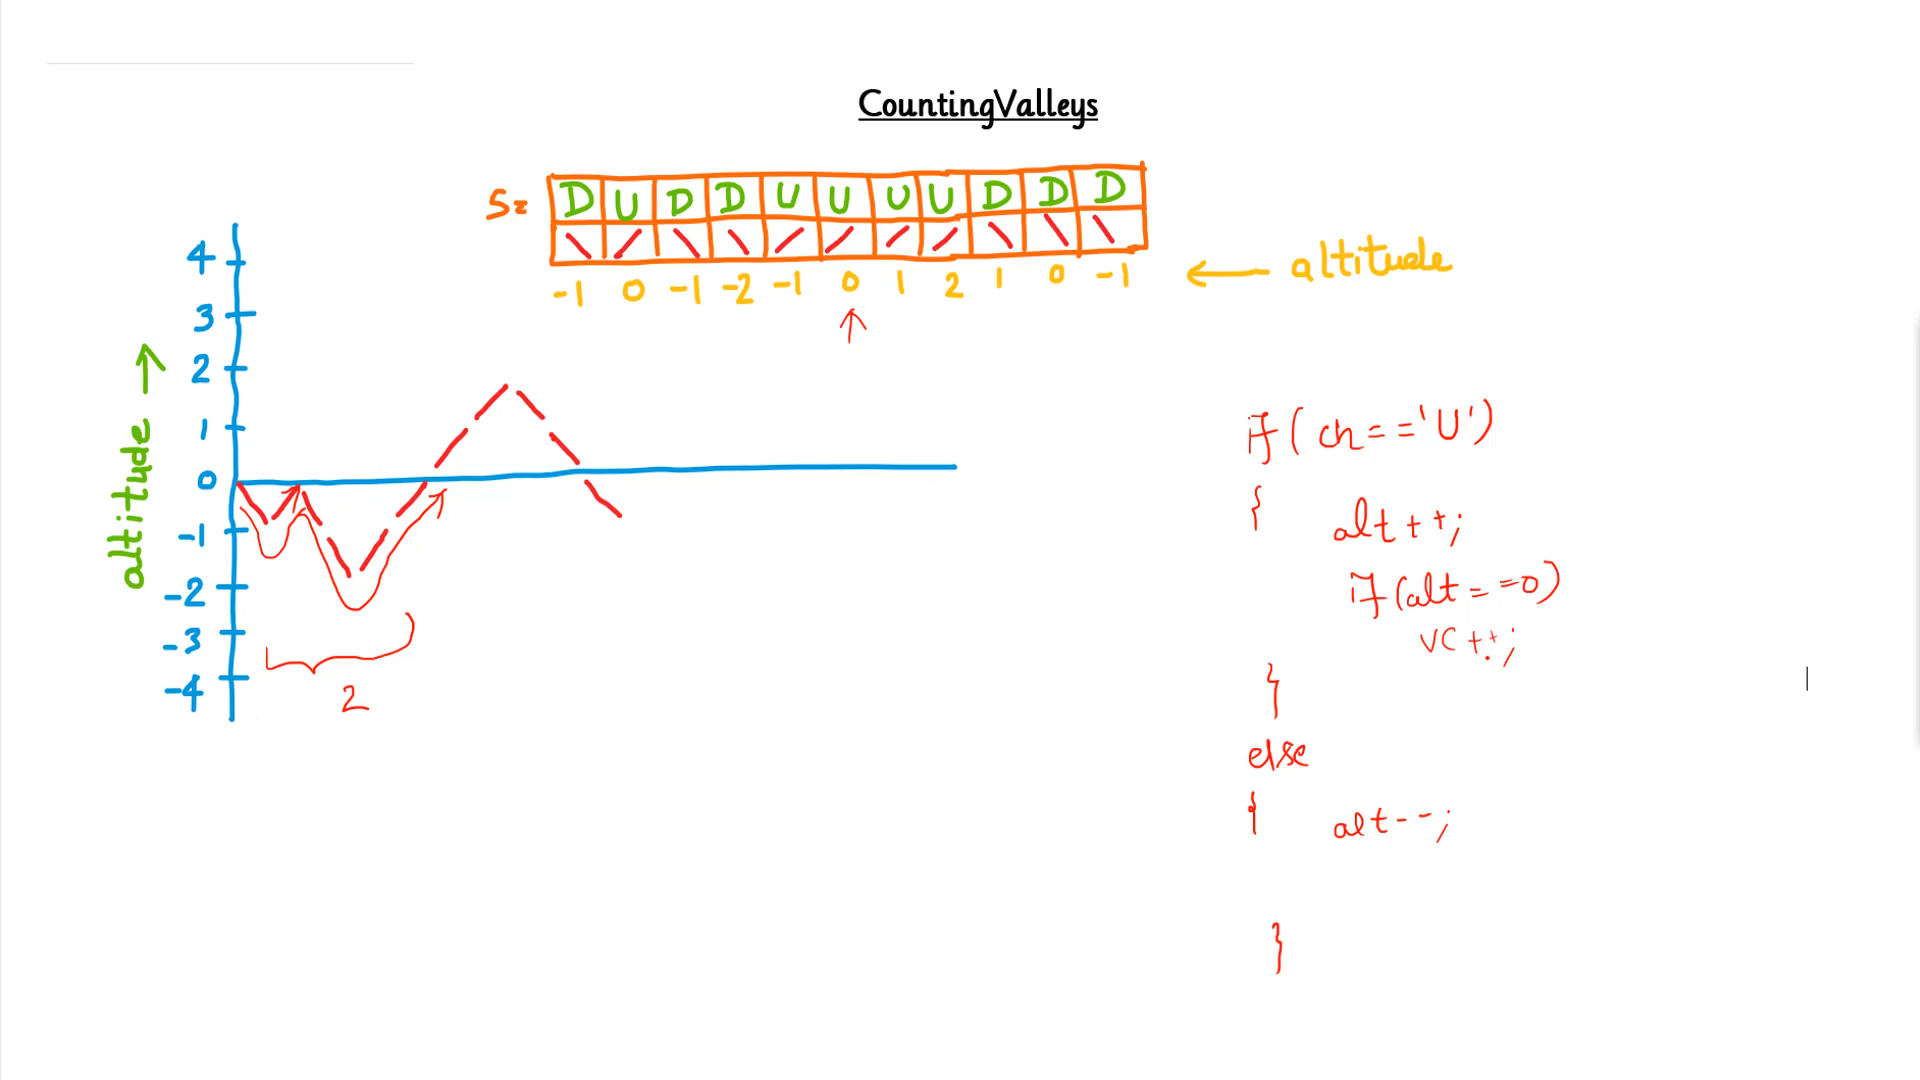 CountingValleys
S= D U D D U U U U D D D
-1 0 -1 -2 -1 0 1 2 1 0 -1 ← altitude
↑
altitude →
4
3
2
1
0
-1
-2
-3
-4
2
if(ch=='U')
{ alt++;
if(alt==0)
vc++;
}
else
{ alt--;
}